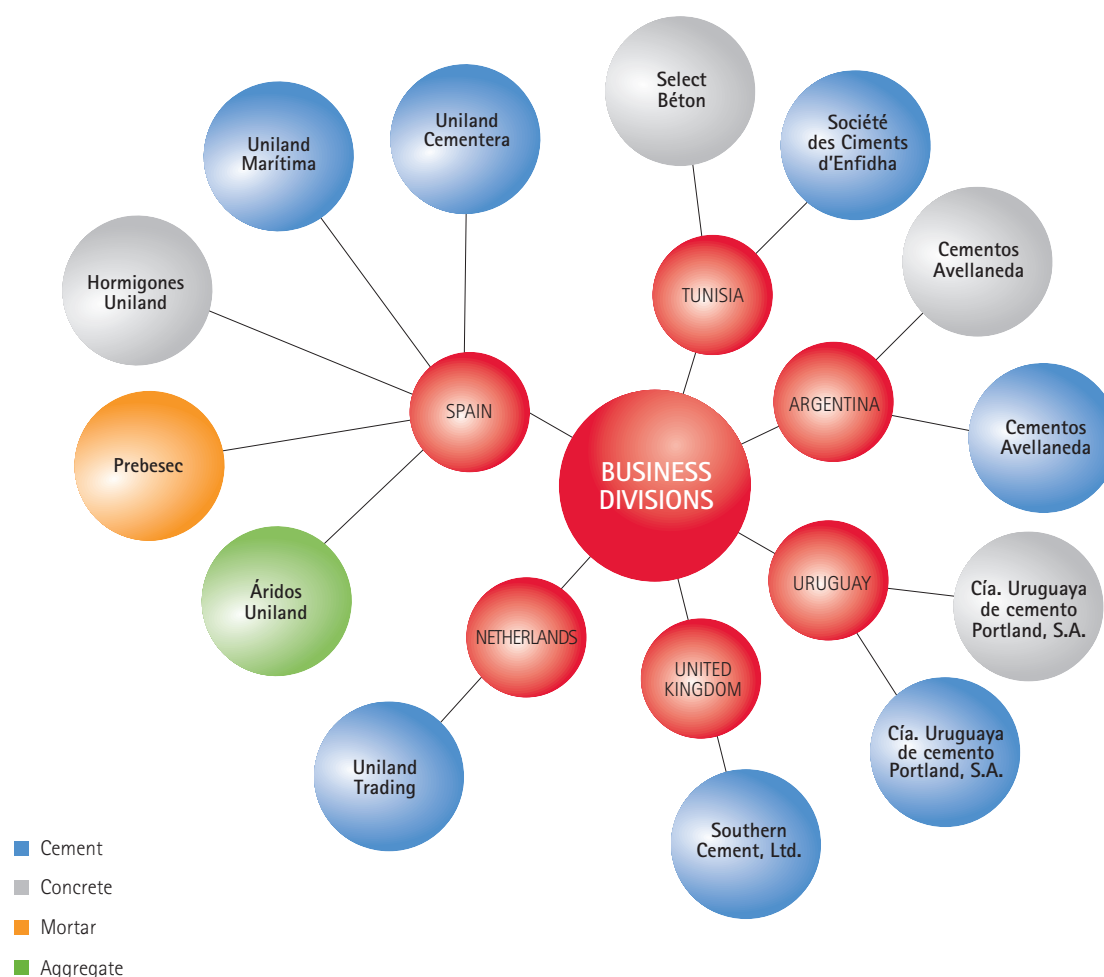 Select
Béton
Uniland
Cementera
Société
des Ciments
d'Enfidha
Uniland
Marítima
Cementos
Avellaneda
Hormigones
Uniland
TUNISIA
SPAIN
ARGENTINA
Cementos
Avellaneda
Prebesec
BUSINESS
DIVISIONS
Áridos
Uniland
URUGUAY
Cía. Uruguaya
de cemento
Portland, S.A.
NETHERLANDS
UNITED
KINGDOM
Cía. Uruguaya
de cemento
Portland, S.A.
Uniland
Trading
Southern
Cement, Ltd.
Cement
Concrete
Mortar
Aggregate